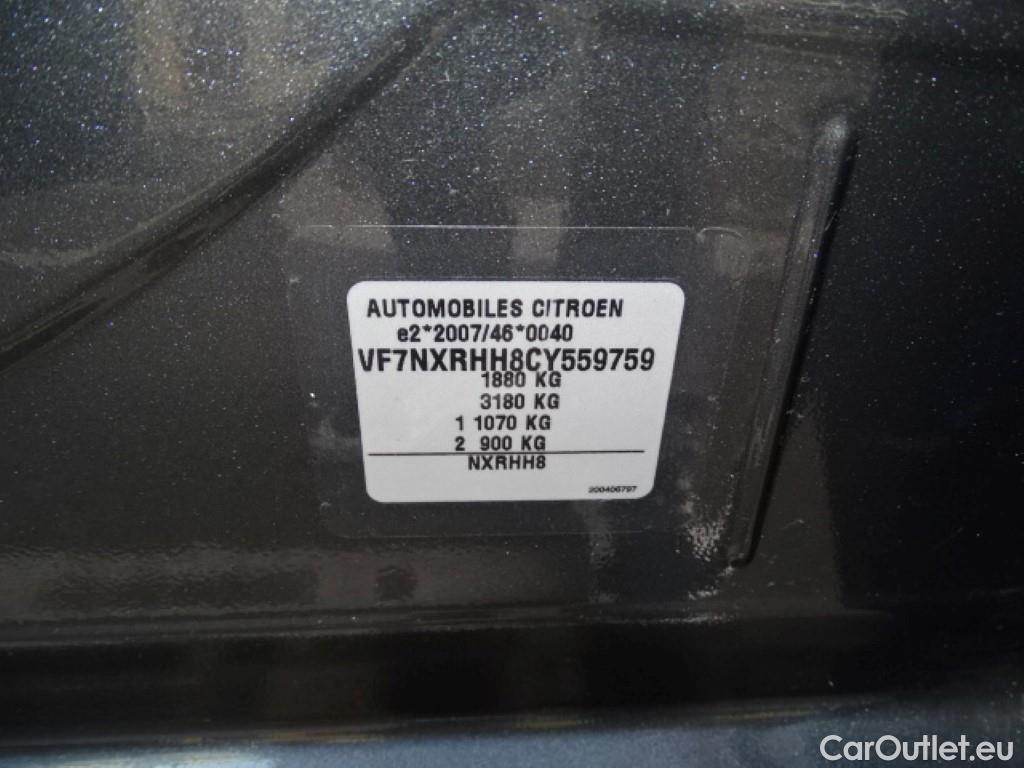 AUTOMOBILES CITROEN
e2*2007/46*0040
VF7NXRHH8CY559759
1880 KG
3180 KG
1 1070 KG
2 900 KG
NXRHH8
200406797
CarOutlet.eu